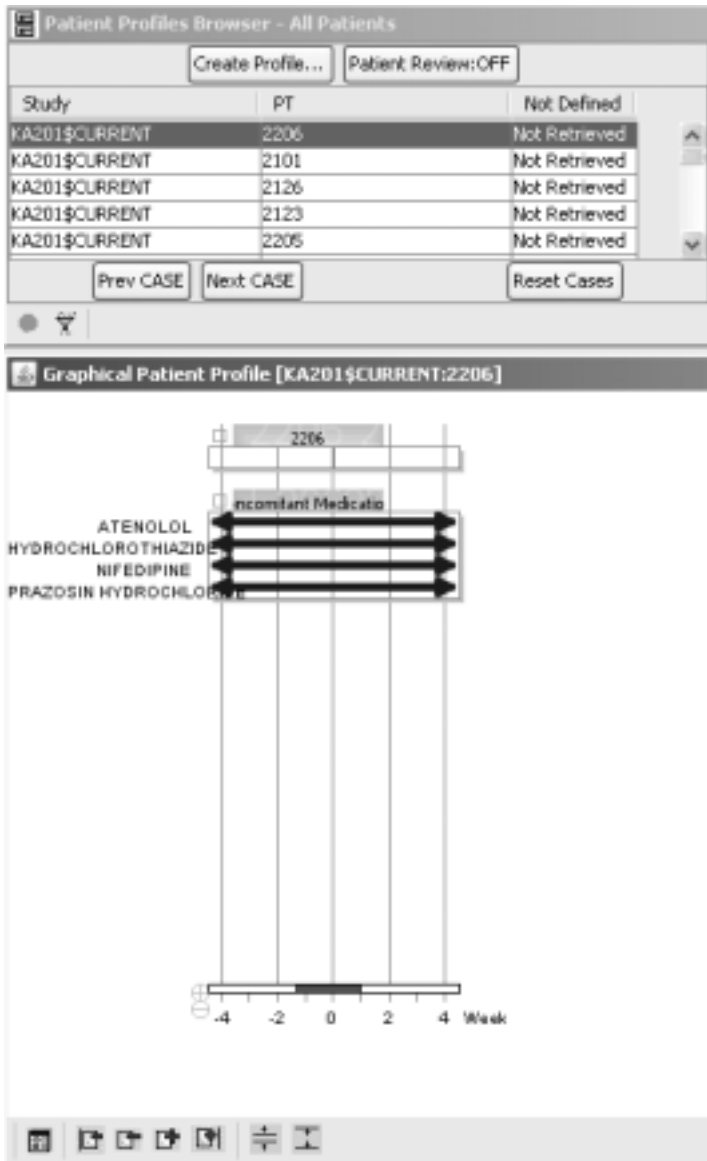 Patient Profiles Browser - All Patients
Create Profile... Patient Review:OFF
Study PT Not Defined
KA201$CURRENT 2206 Not Retrieved
KA201$CURRENT 2101 Not Retrieved
KA201$CURRENT 2126 Not Retrieved
KA201$CURRENT 2123 Not Retrieved
KA201$CURRENT 2205 Not Retrieved
Prev CASE Next CASE Reset Cases
Graphical Patient Profile [KA201$CURRENT:2206]
2206
ncomitant Medicatio
ATENOLOL
HYDROCHLOROTHIAZIDE
NIFEDIPINE
PRAZOSIN HYDROCHLORIDE
-4 -2 0 2 4 Week